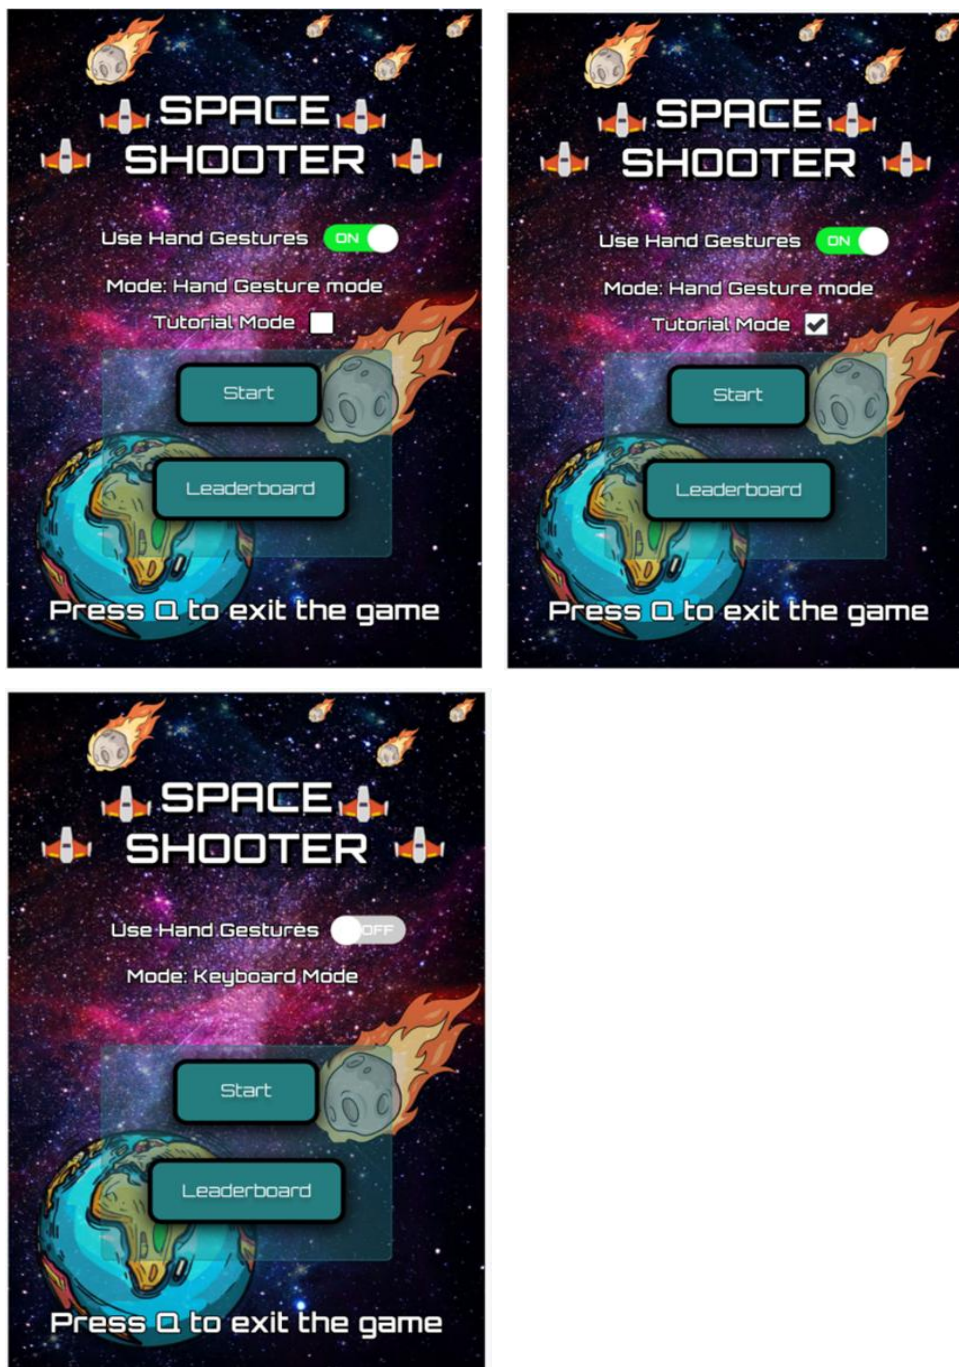 SPACE
SHOOTER
Use Hand Gestures ON
Mode: Hand Gesture mode
Tutorial Mode
Start
Leaderboard
Press Q to exit the game
SPACE
SHOOTER
Use Hand Gestures ON
Mode: Hand Gesture mode
Tutorial Mode
Start
Leaderboard
Press Q to exit the game
SPACE
SHOOTER
Use Hand Gestures OFF
Mode: Keyboard Mode
Start
Leaderboard
Press Q to exit the game